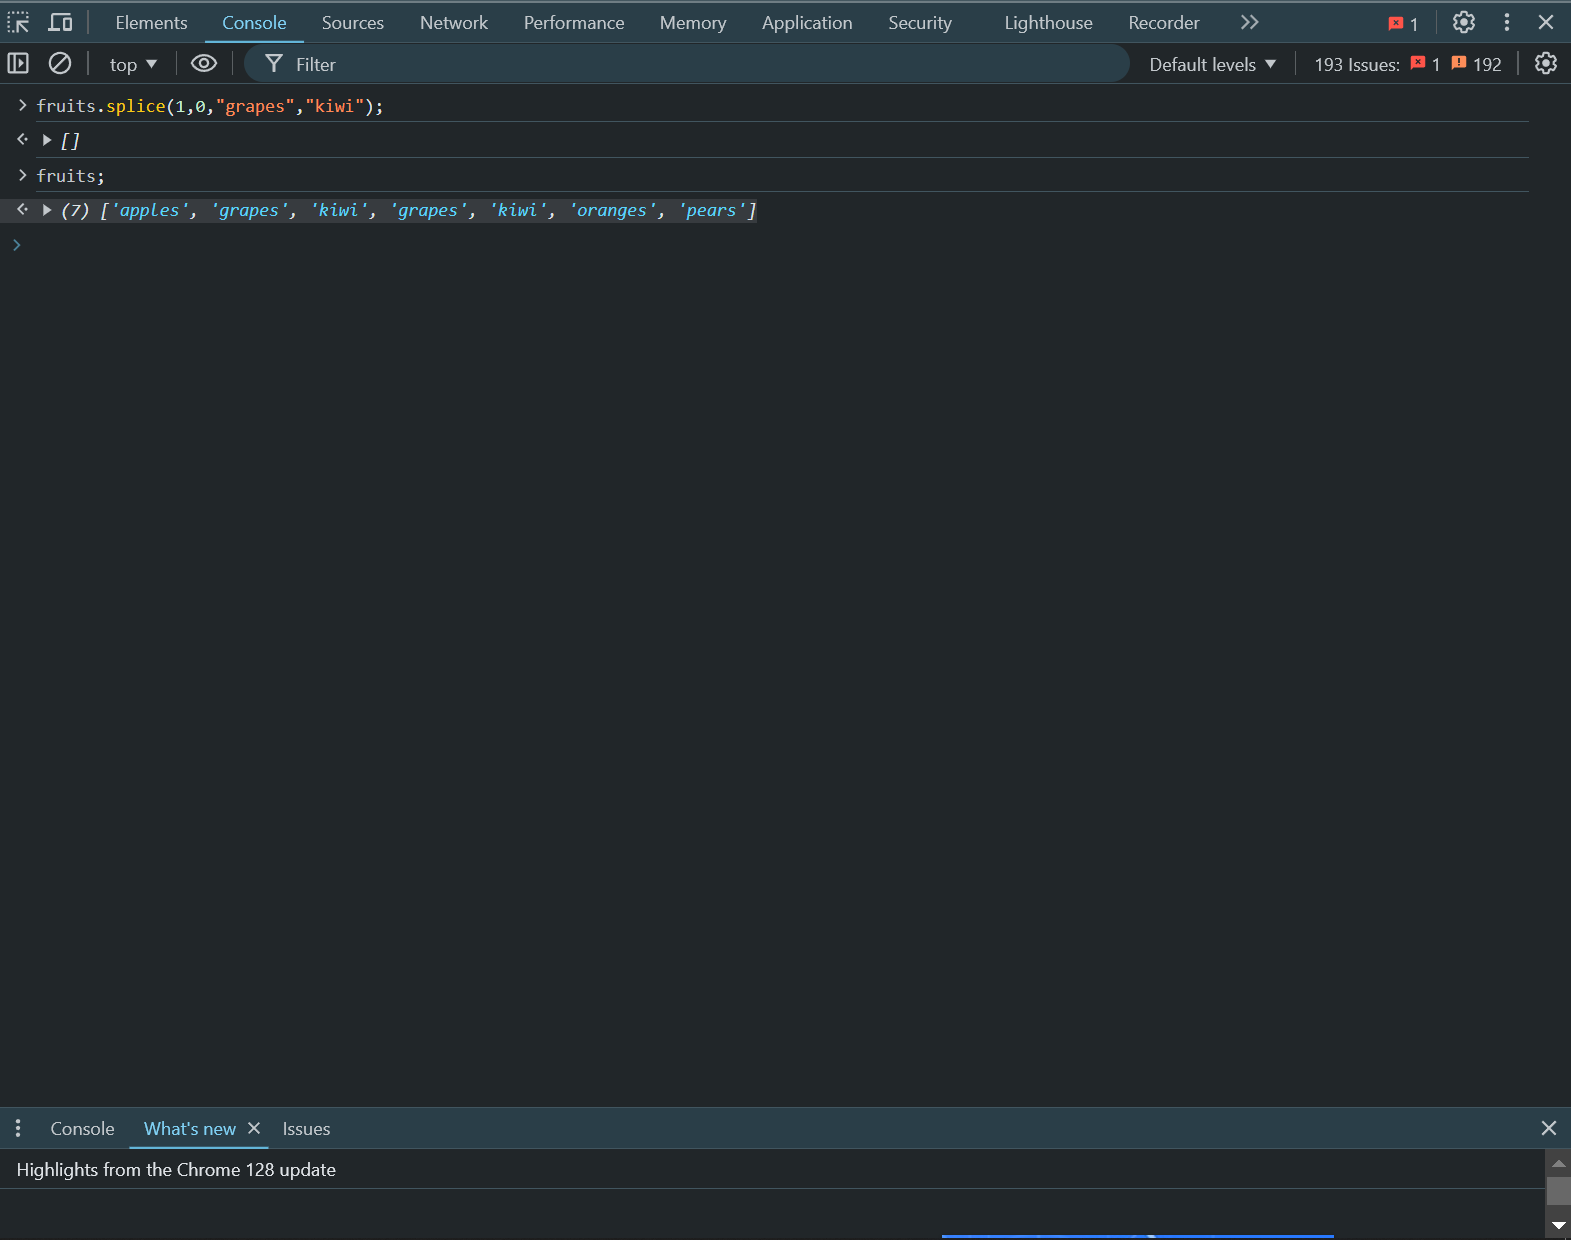 Elements Console Sources Network Performance Memory Application Security Lighthouse Recorder 1
top Filter Default levels 193 Issues: 1 192
fruits.splice(1,0,"grapes","kiwi");
[]
fruits;
(7) ['apples', 'grapes', 'kiwi', 'grapes', 'kiwi', 'oranges', 'pears']
Console What's new Issues
Highlights from the Chrome 128 update